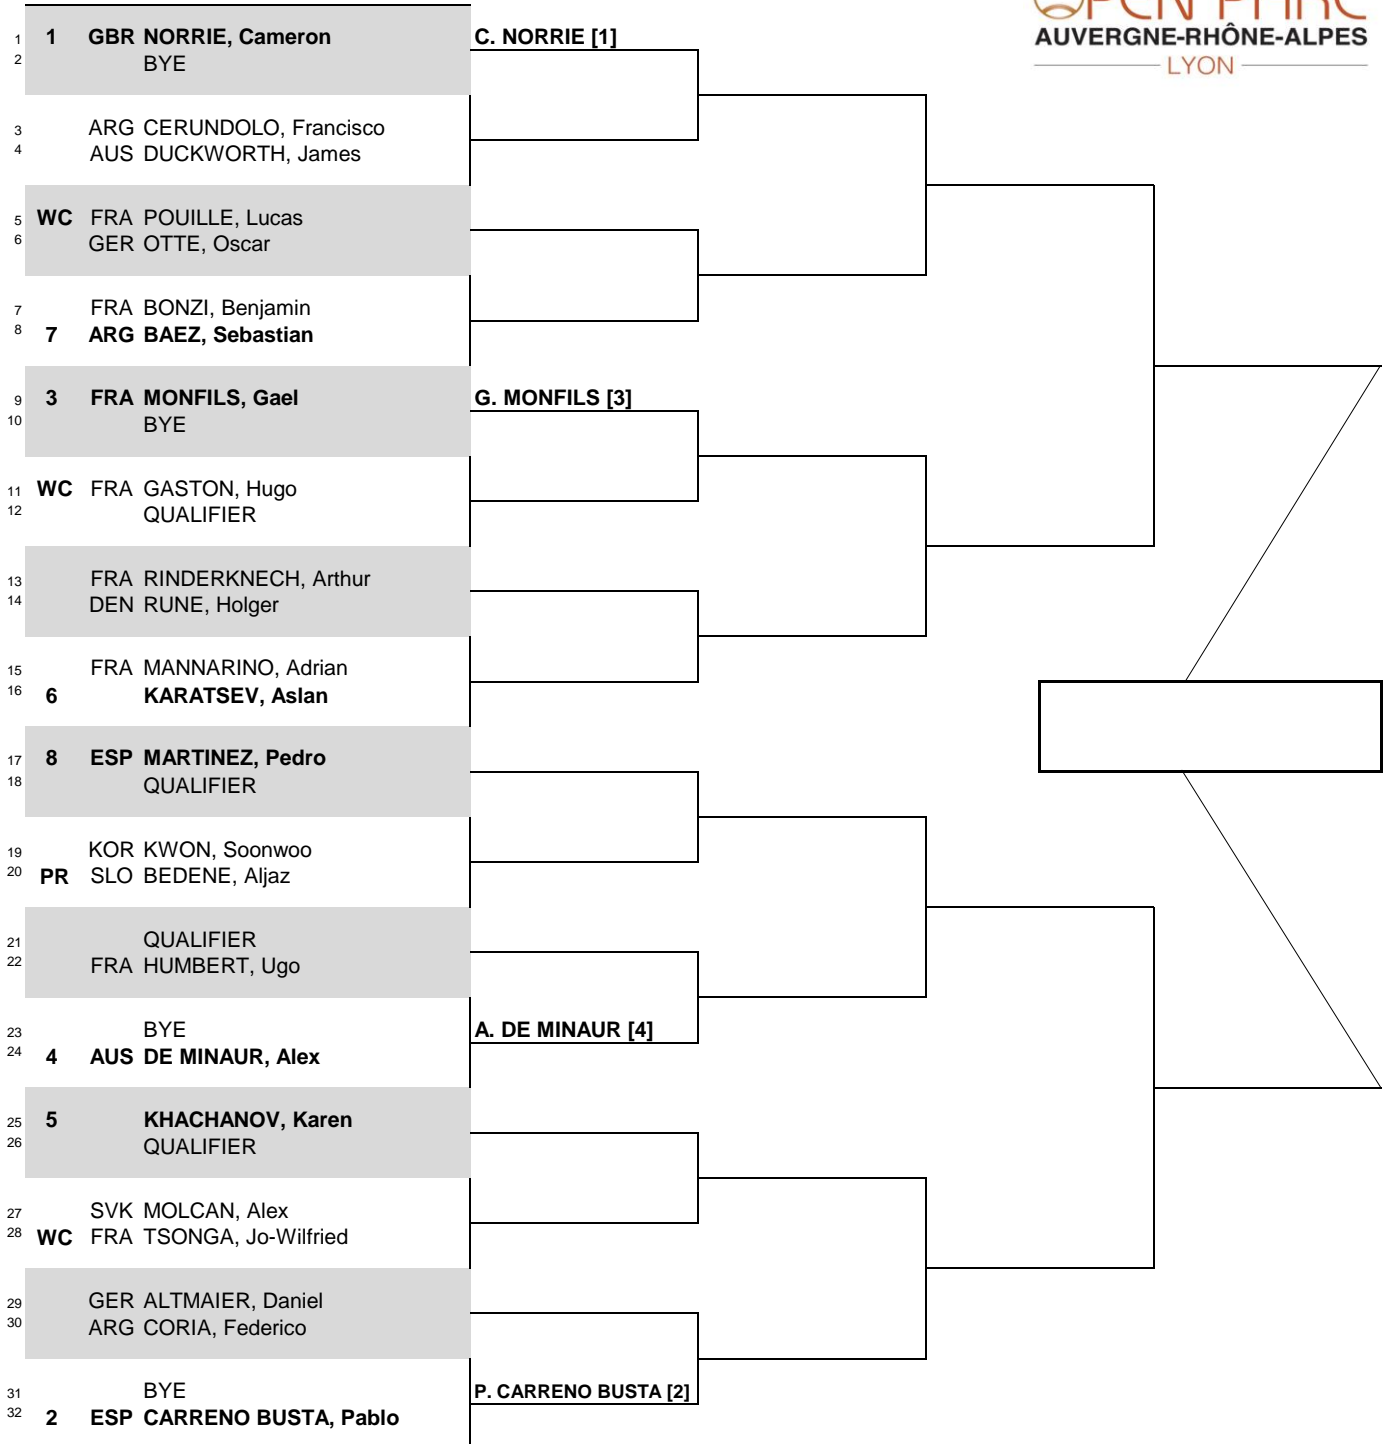 OPEN PARC
AUVERGNE-RHÔNE-ALPES
LYON
1 1 GBR NORRIE, Cameron C. NORRIE [1]
2 BYE
3 ARG CERUNDOLO, Francisco
4 AUS DUCKWORTH, James
5 WC FRA POUILLE, Lucas
6 GER OTTE, Oscar
7 FRA BONZI, Benjamin
8 7 ARG BAEZ, Sebastian
9 3 FRA MONFILS, Gael G. MONFILS [3]
10 BYE
11 WC FRA GASTON, Hugo
12 QUALIFIER
13 FRA RINDERKNECH, Arthur
14 DEN RUNE, Holger
15 FRA MANNARINO, Adrian
16 6 KARATSEV, Aslan
17 8 ESP MARTINEZ, Pedro
18 QUALIFIER
19 KOR KWON, Soonwoo
20 PR SLO BEDENE, Aljaz
21 QUALIFIER
22 FRA HUMBERT, Ugo
23 BYE A. DE MINAUR [4]
24 4 AUS DE MINAUR, Alex
25 5 KHACHANOV, Karen
26 QUALIFIER
27 SVK MOLCAN, Alex
28 WC FRA TSONGA, Jo-Wilfried
29 GER ALTMAIER, Daniel
30 ARG CORIA, Federico
31 BYE P. CARRENO BUSTA [2]
32 2 ESP CARRENO BUSTA, Pablo